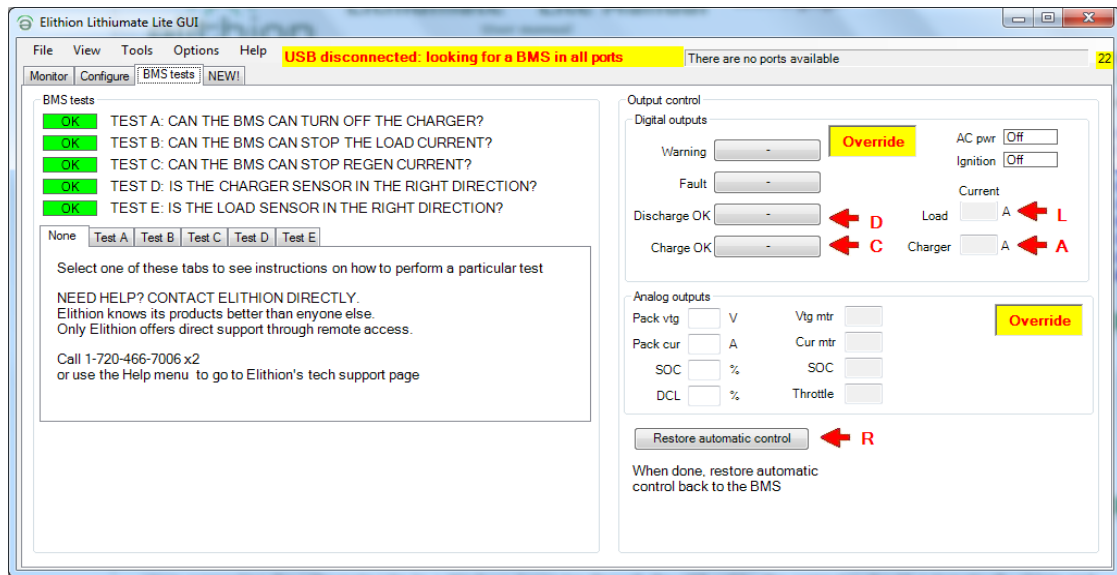 Elithion Lithiumate Lite GUI
File View Tools Options Help
USB disconnected: looking for a BMS in all ports
There are no ports available
22
Monitor Configure BMS tests NEW!
BMS tests
OK TEST A: CAN THE BMS CAN TURN OFF THE CHARGER?
OK TEST B: CAN THE BMS CAN STOP THE LOAD CURRENT?
OK TEST C: CAN THE BMS CAN STOP REGEN CURRENT?
OK TEST D: IS THE CHARGER SENSOR IN THE RIGHT DIRECTION?
OK TEST E: IS THE LOAD SENSOR IN THE RIGHT DIRECTION?
None Test A Test B Test C Test D Test E
Select one of these tabs to see instructions on how to perform a particular test
NEED HELP? CONTACT ELITHION DIRECTLY.
Elithion knows its products better than enyone else.
Only Elithion offers direct support through remote access.
Call 1-720-466-7006 x2
or use the Help menu to go to Elithion's tech support page
Output control
Digital outputs
Warning -
Fault -
Discharge OK - D
Charge OK - C
Override
AC pwr Off
Ignition Off
Current
Load A L
Charger A A
Analog outputs
Pack vtg V Vtg mtr
Pack cur A Cur mtr
SOC % SOC
DCL % Throttle
Override
Restore automatic control R
When done, restore automatic
control back to the BMS